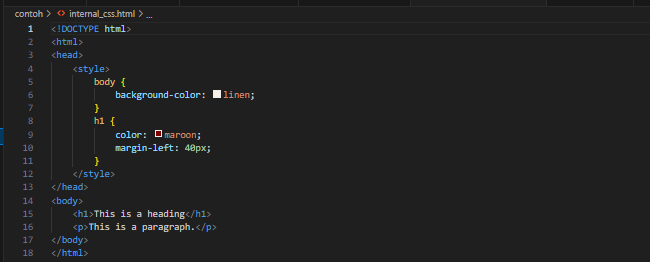 contoh > <> internal_css.html > ...
1 <!DOCTYPE html>
2 <html>
3 <head>
4 <style>
5 body {
6 background-color: linen;
7 }
8 h1 {
9 color: maroon;
10 margin-left: 40px;
11 }
12 </style>
13 </head>
14 <body>
15 <h1>This is a heading</h1>
16 <p>This is a paragraph.</p>
17 </body>
18 </html>